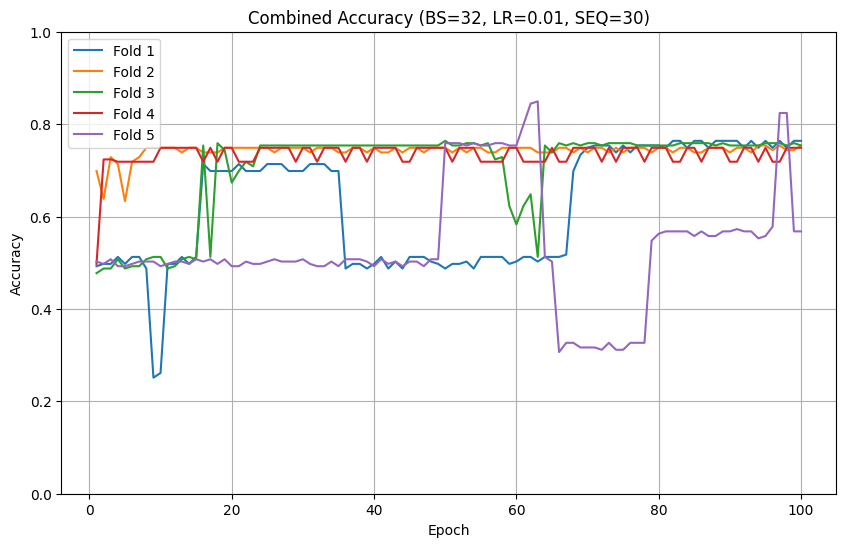 Combined Accuracy (BS=32, LR=0.01, SEQ=30)
Fold 1
Fold 2
Fold 3
Fold 4
Fold 5
1.0
0.8
0.6
0.4
0.2
0.0
Accuracy
0 20 40 60 80 100
Epoch